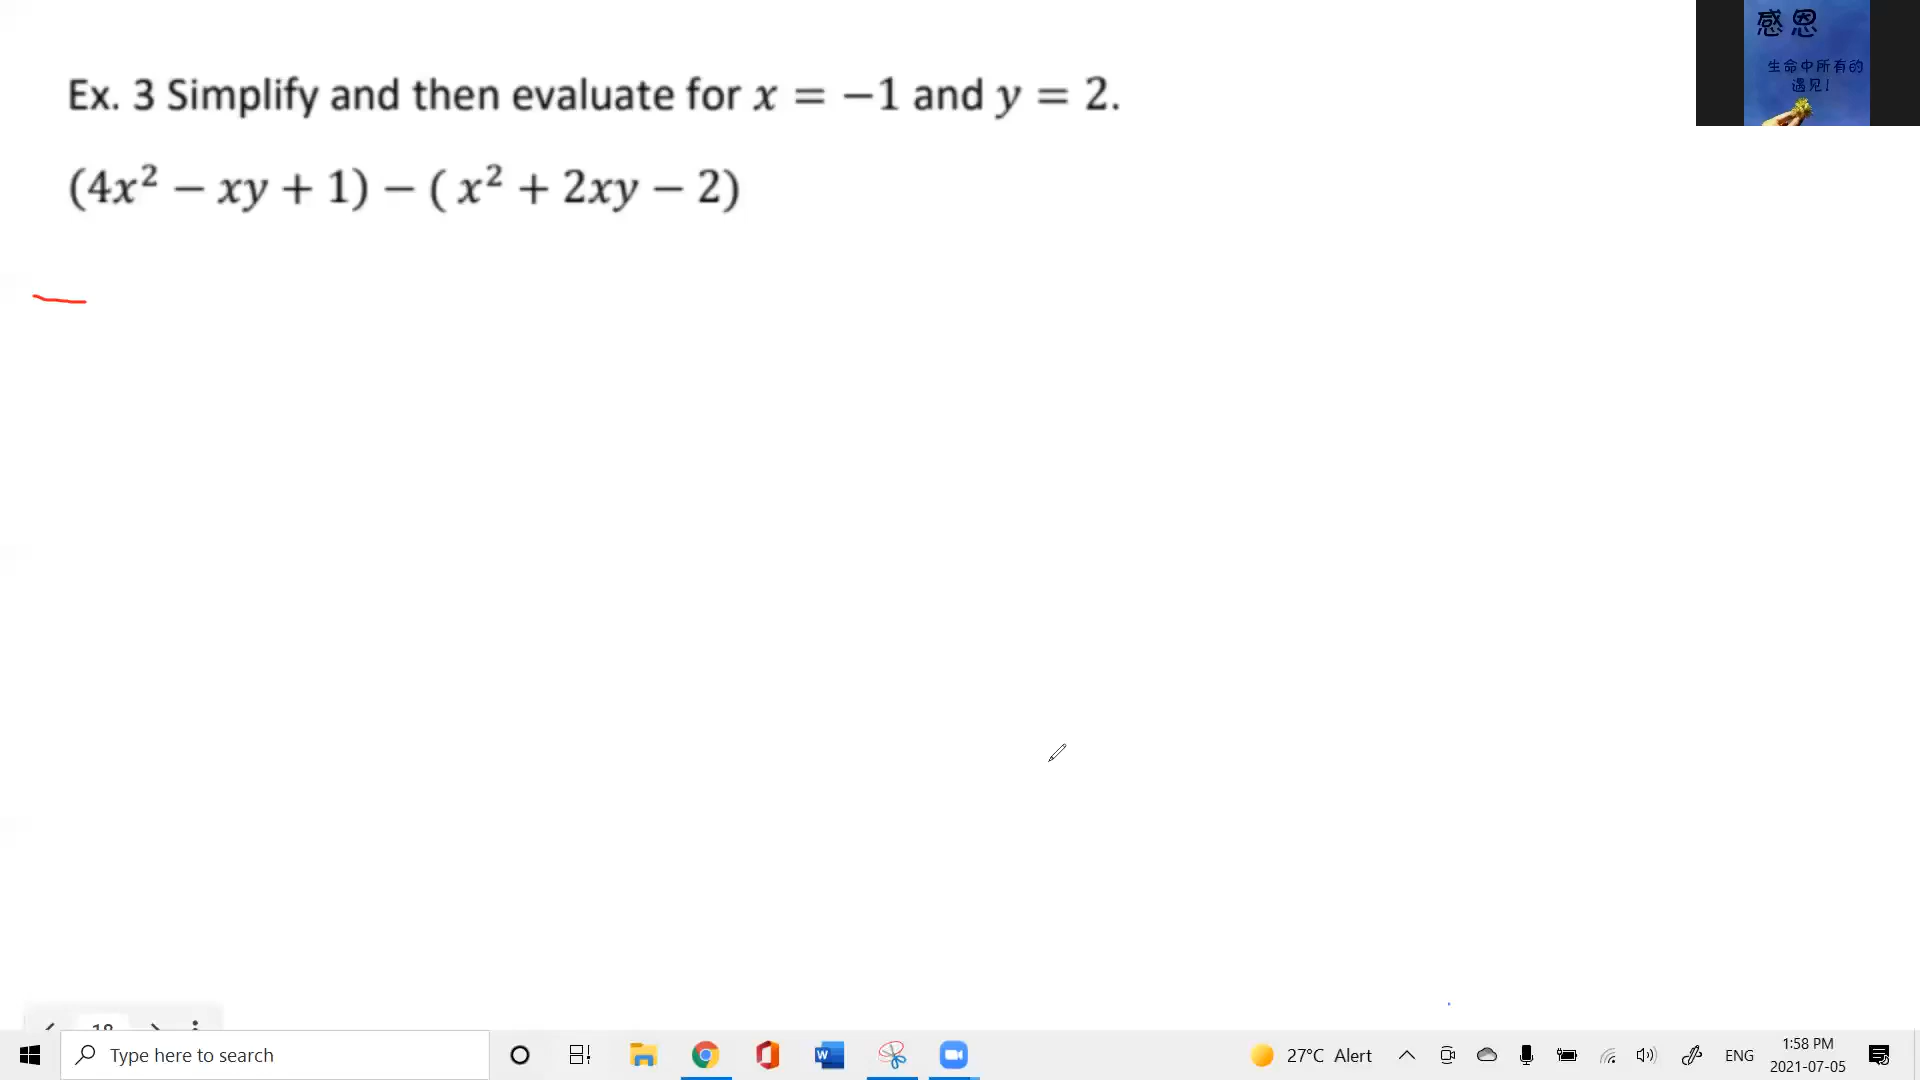 感恩
生命中所有的
遇见!
Ex. 3 Simplify and then evaluate for x = −1 and y = 2.
(4x² − xy + 1) − ( x² + 2xy − 2)
18
Type here to search
27°C Alert
ENG
1:58 PM
2021-07-05